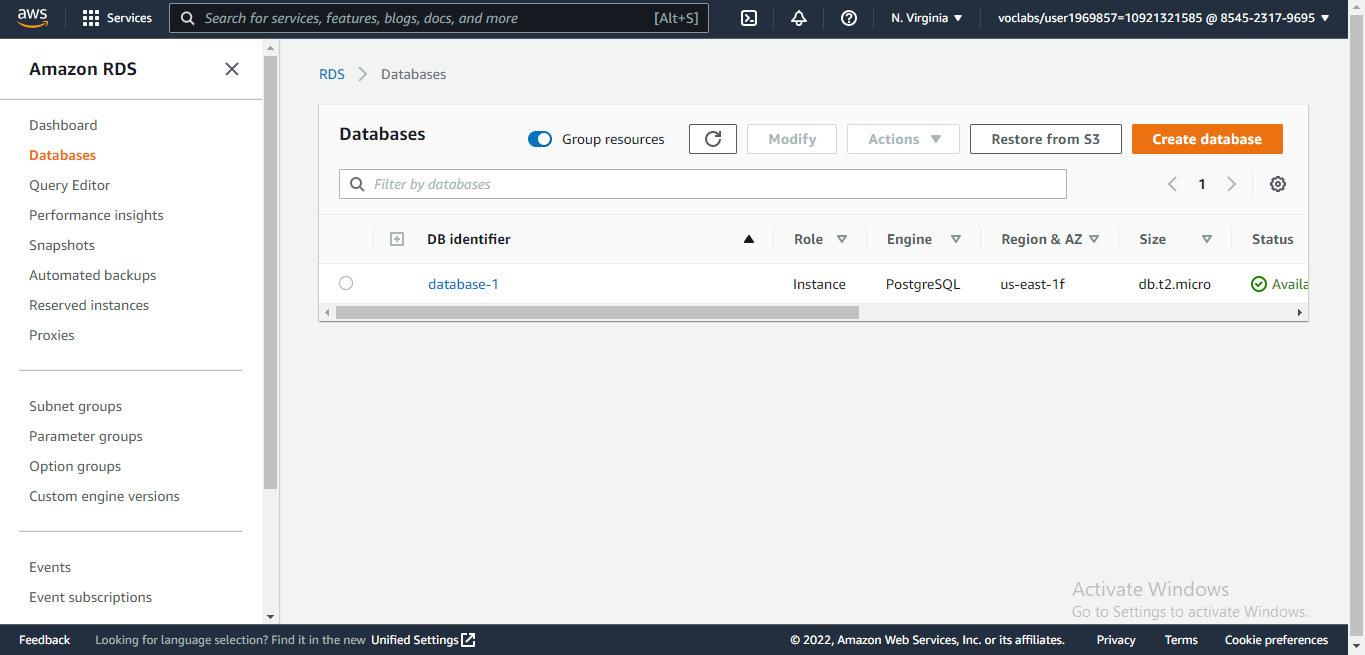 aws
Services
Search for services, features, blogs, docs, and more
[Alt+S]
N. Virginia
voclabs/user1969857=10921321585 @ 8545-2317-9695
Amazon RDS
Dashboard
Databases
Query Editor
Performance insights
Snapshots
Automated backups
Reserved instances
Proxies
Subnet groups
Parameter groups
Option groups
Custom engine versions
Events
Event subscriptions
RDS
Databases
Databases
Group resources
Modify
Actions
Restore from S3
Create database
Filter by databases
1
DB identifier
Role
Engine
Region & AZ
Size
Status
database-1
Instance
PostgreSQL
us-east-1f
db.t2.micro
Availa
Activate Windows
Go to Settings to activate Windows.
Feedback
Looking for language selection? Find it in the new Unified Settings
© 2022, Amazon Web Services, Inc. or its affiliates.
Privacy
Terms
Cookie preferences